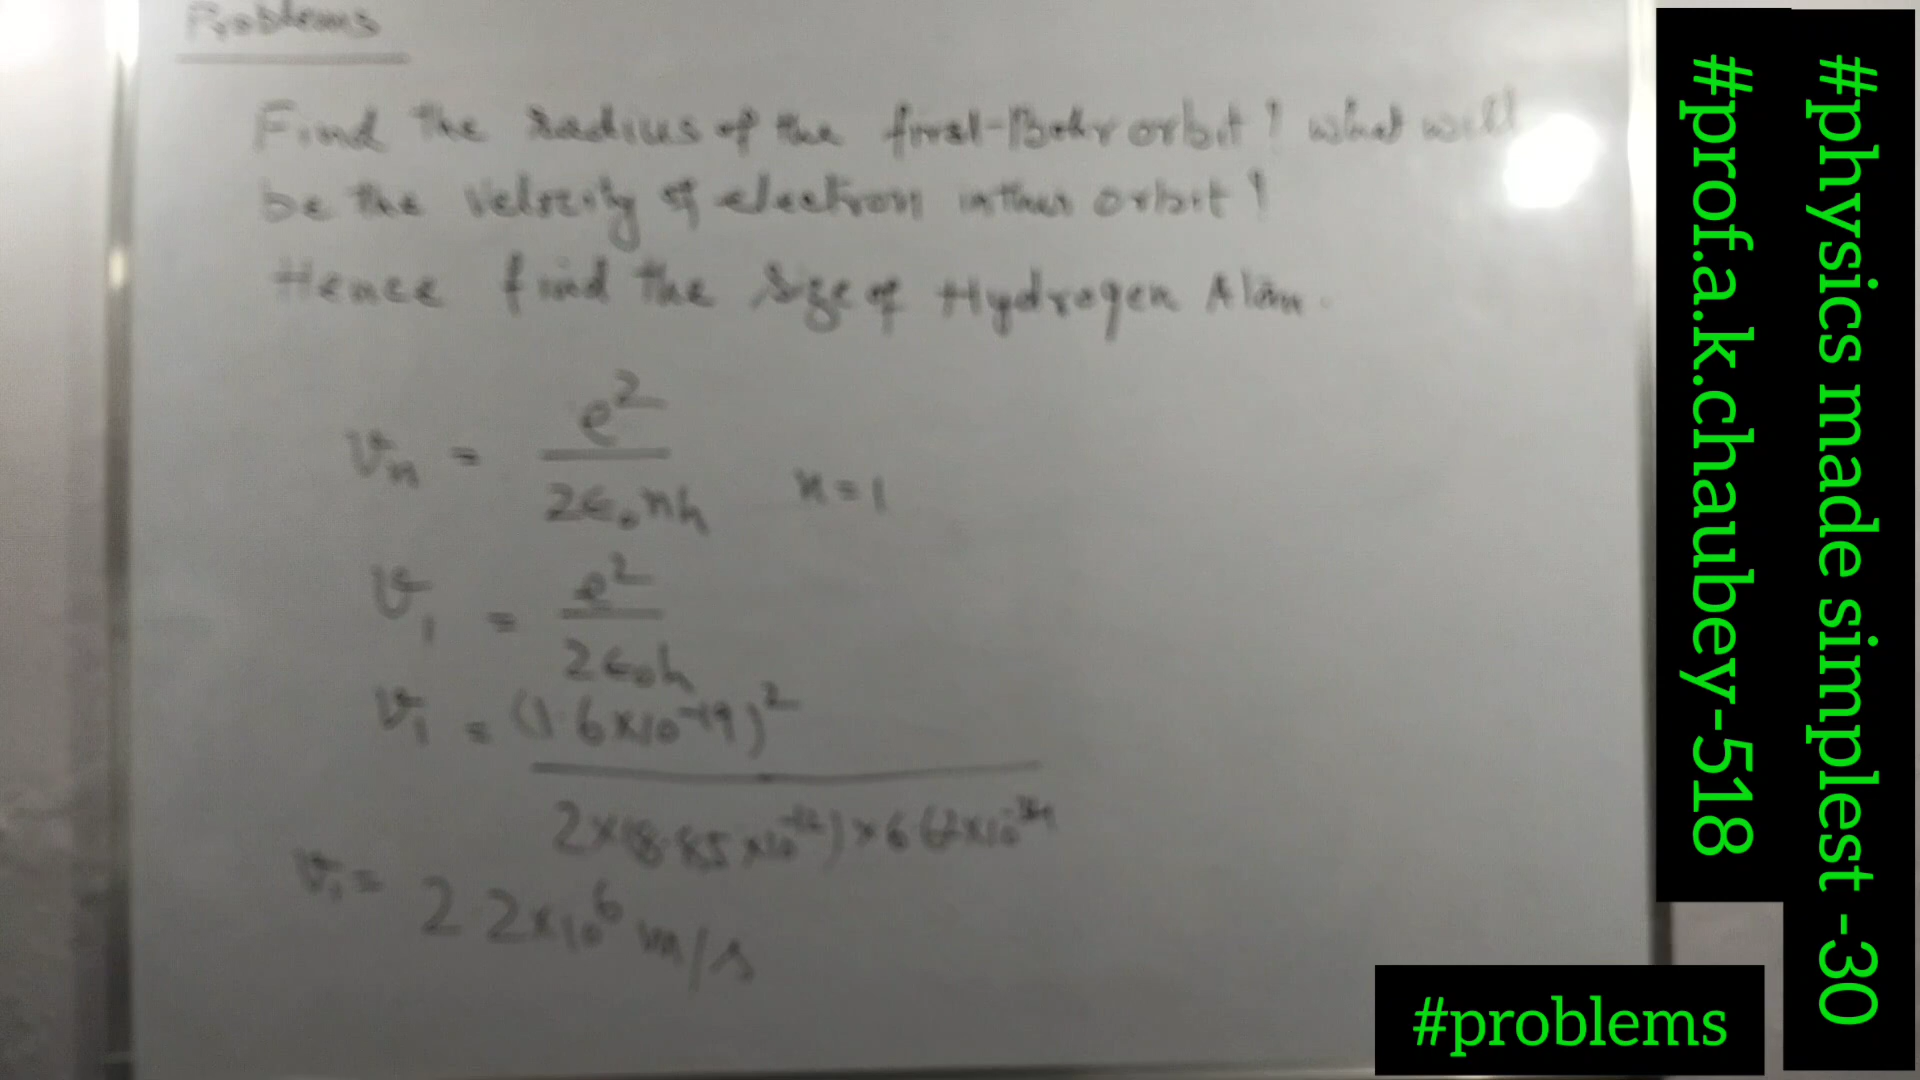 Problems
Find the radius of the first-Bohr orbit? what will
be the velocity of electron in this orbit?
Hence find the size of Hydrogen Atom.
vₙ = e² / 2ε₀nh n=1
v₁ = e² / 2ε₀h
v₁ = (1.6×10⁻¹⁹)²
2×(8.85×10⁻¹²)×6.62×10⁻³⁴
v₁ = 2.2×10⁶ m/s
#physics made simplest -30
#prof.a.k.chaubey-518
#problems